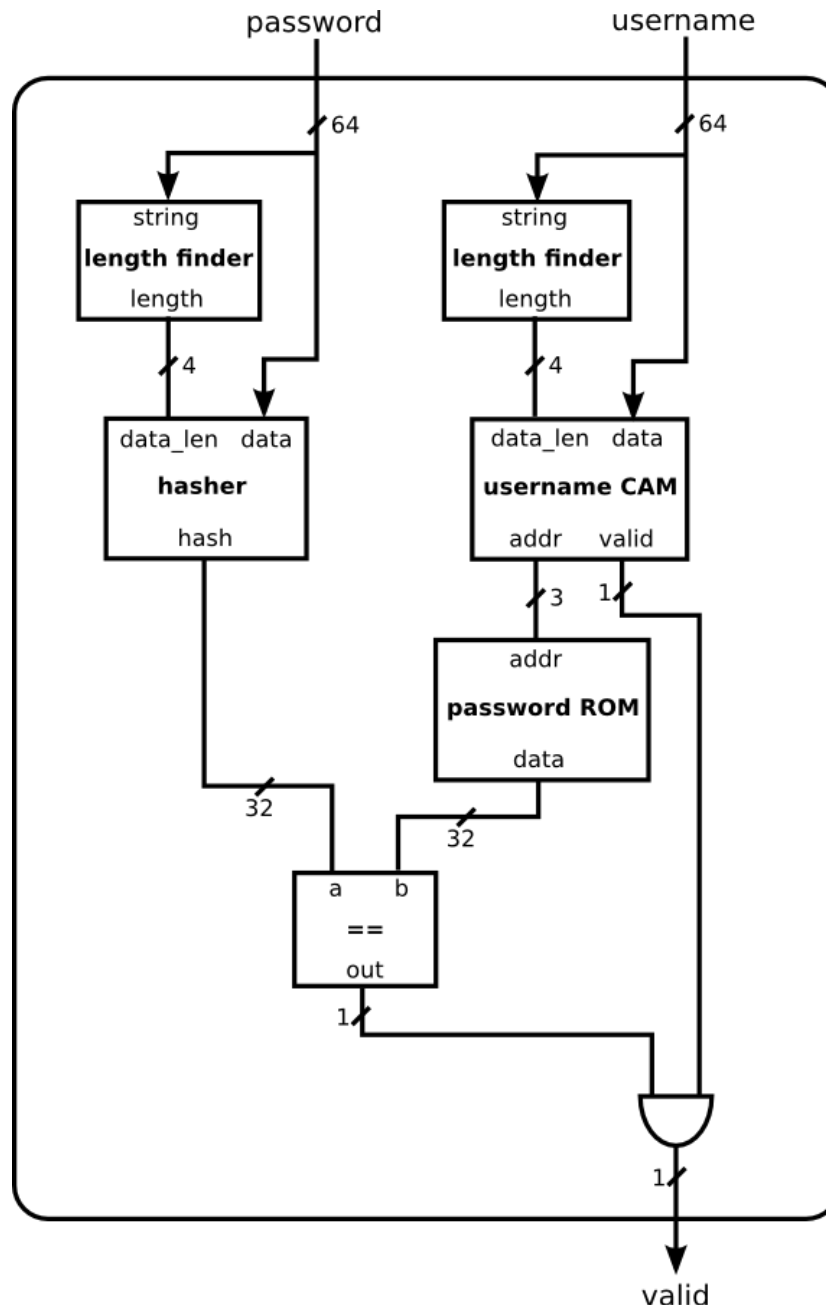 password username
64 64
string string
length finder length finder
length length
4 4
data_len data data_len data
hasher username CAM
hash addr valid
3 1
addr
password ROM
data
32 32
a b
==
out
1
1
valid